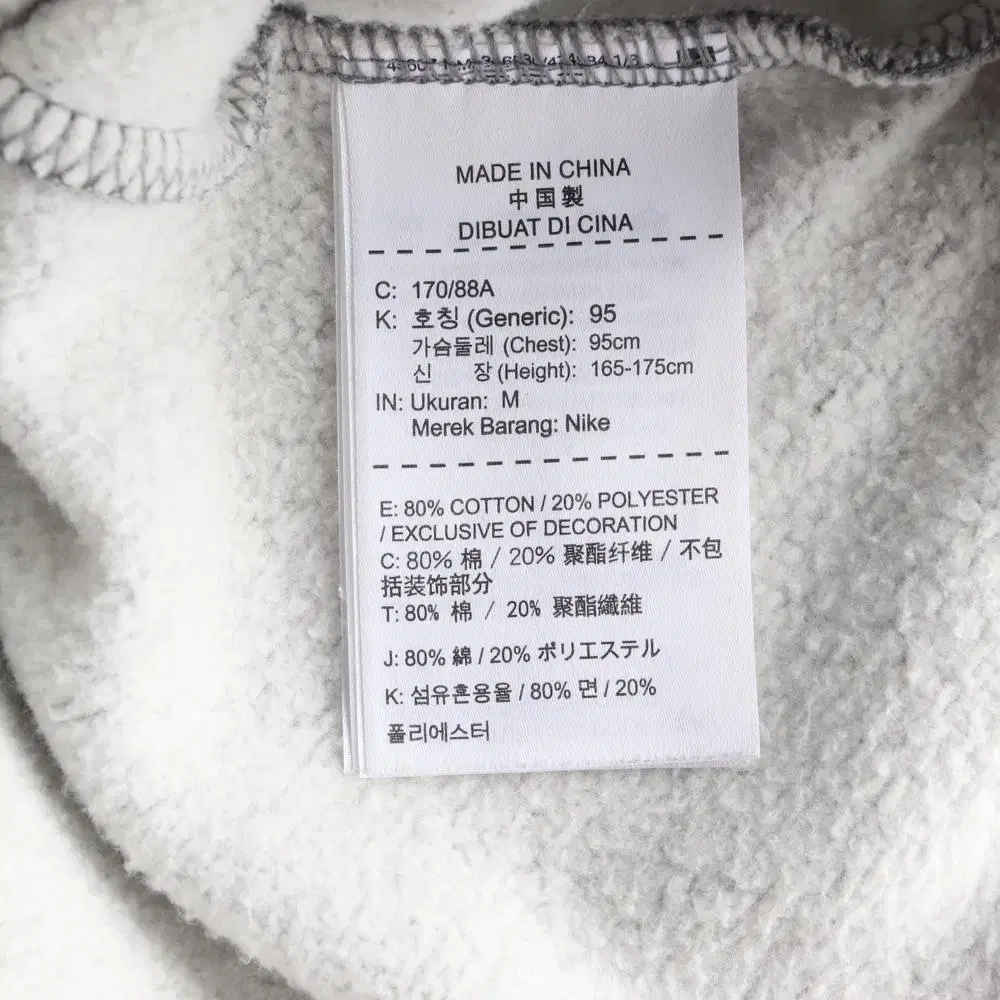 MADE IN CHINA
中国製
DIBUAT DI CINA
C: 170/88A
K: 호칭 (Generic): 95
가슴둘레 (Chest): 95cm
신 장 (Height): 165-175cm
IN: Ukuran: M
Merek Barang: Nike
E: 80% COTTON / 20% POLYESTER
/ EXCLUSIVE OF DECORATION
C: 80% 棉 / 20% 聚酯纤维 / 不包
括装饰部分
T: 80% 棉 / 20% 聚酯纖維
J: 80% 綿 / 20% ポリエステル
K: 섬유혼용율 / 80% 면 / 20%
폴리에스터